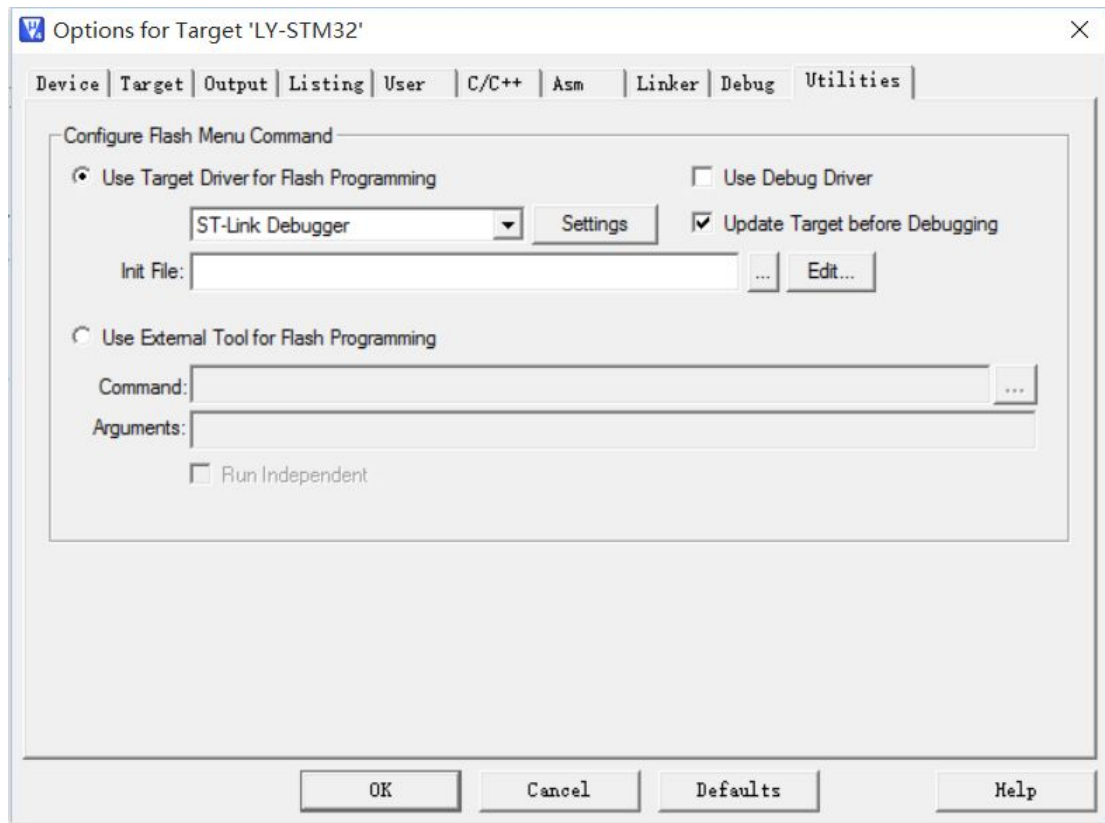 Options for Target 'LY-STM32'
Device Target Output Listing User C/C++ Asm Linker Debug Utilities
Configure Flash Menu Command
Use Target Driver for Flash Programming Use Debug Driver
ST-Link Debugger Settings Update Target before Debugging
Init File: ... Edit...
Use External Tool for Flash Programming
Command: ...
Arguments:
Run Independent
OK Cancel Defaults Help